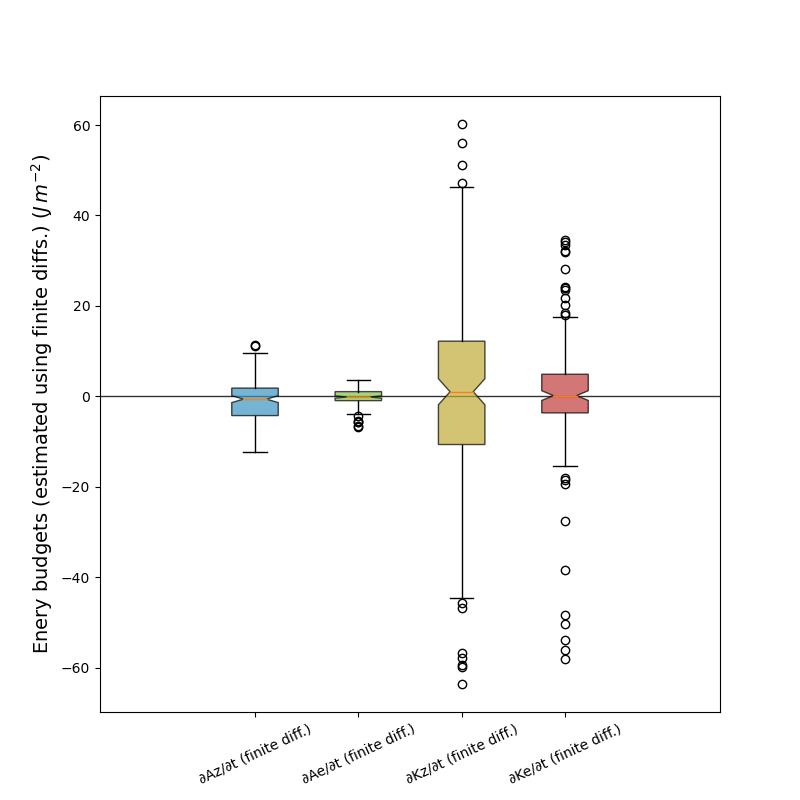 Enery budgets (estimated using finite diffs.) (J m⁻²)
60
40
20
0
−20
−40
−60
∂Az/∂t (finite diff.)
∂Ae/∂t (finite diff.)
∂Kz/∂t (finite diff.)
∂Ke/∂t (finite diff.)